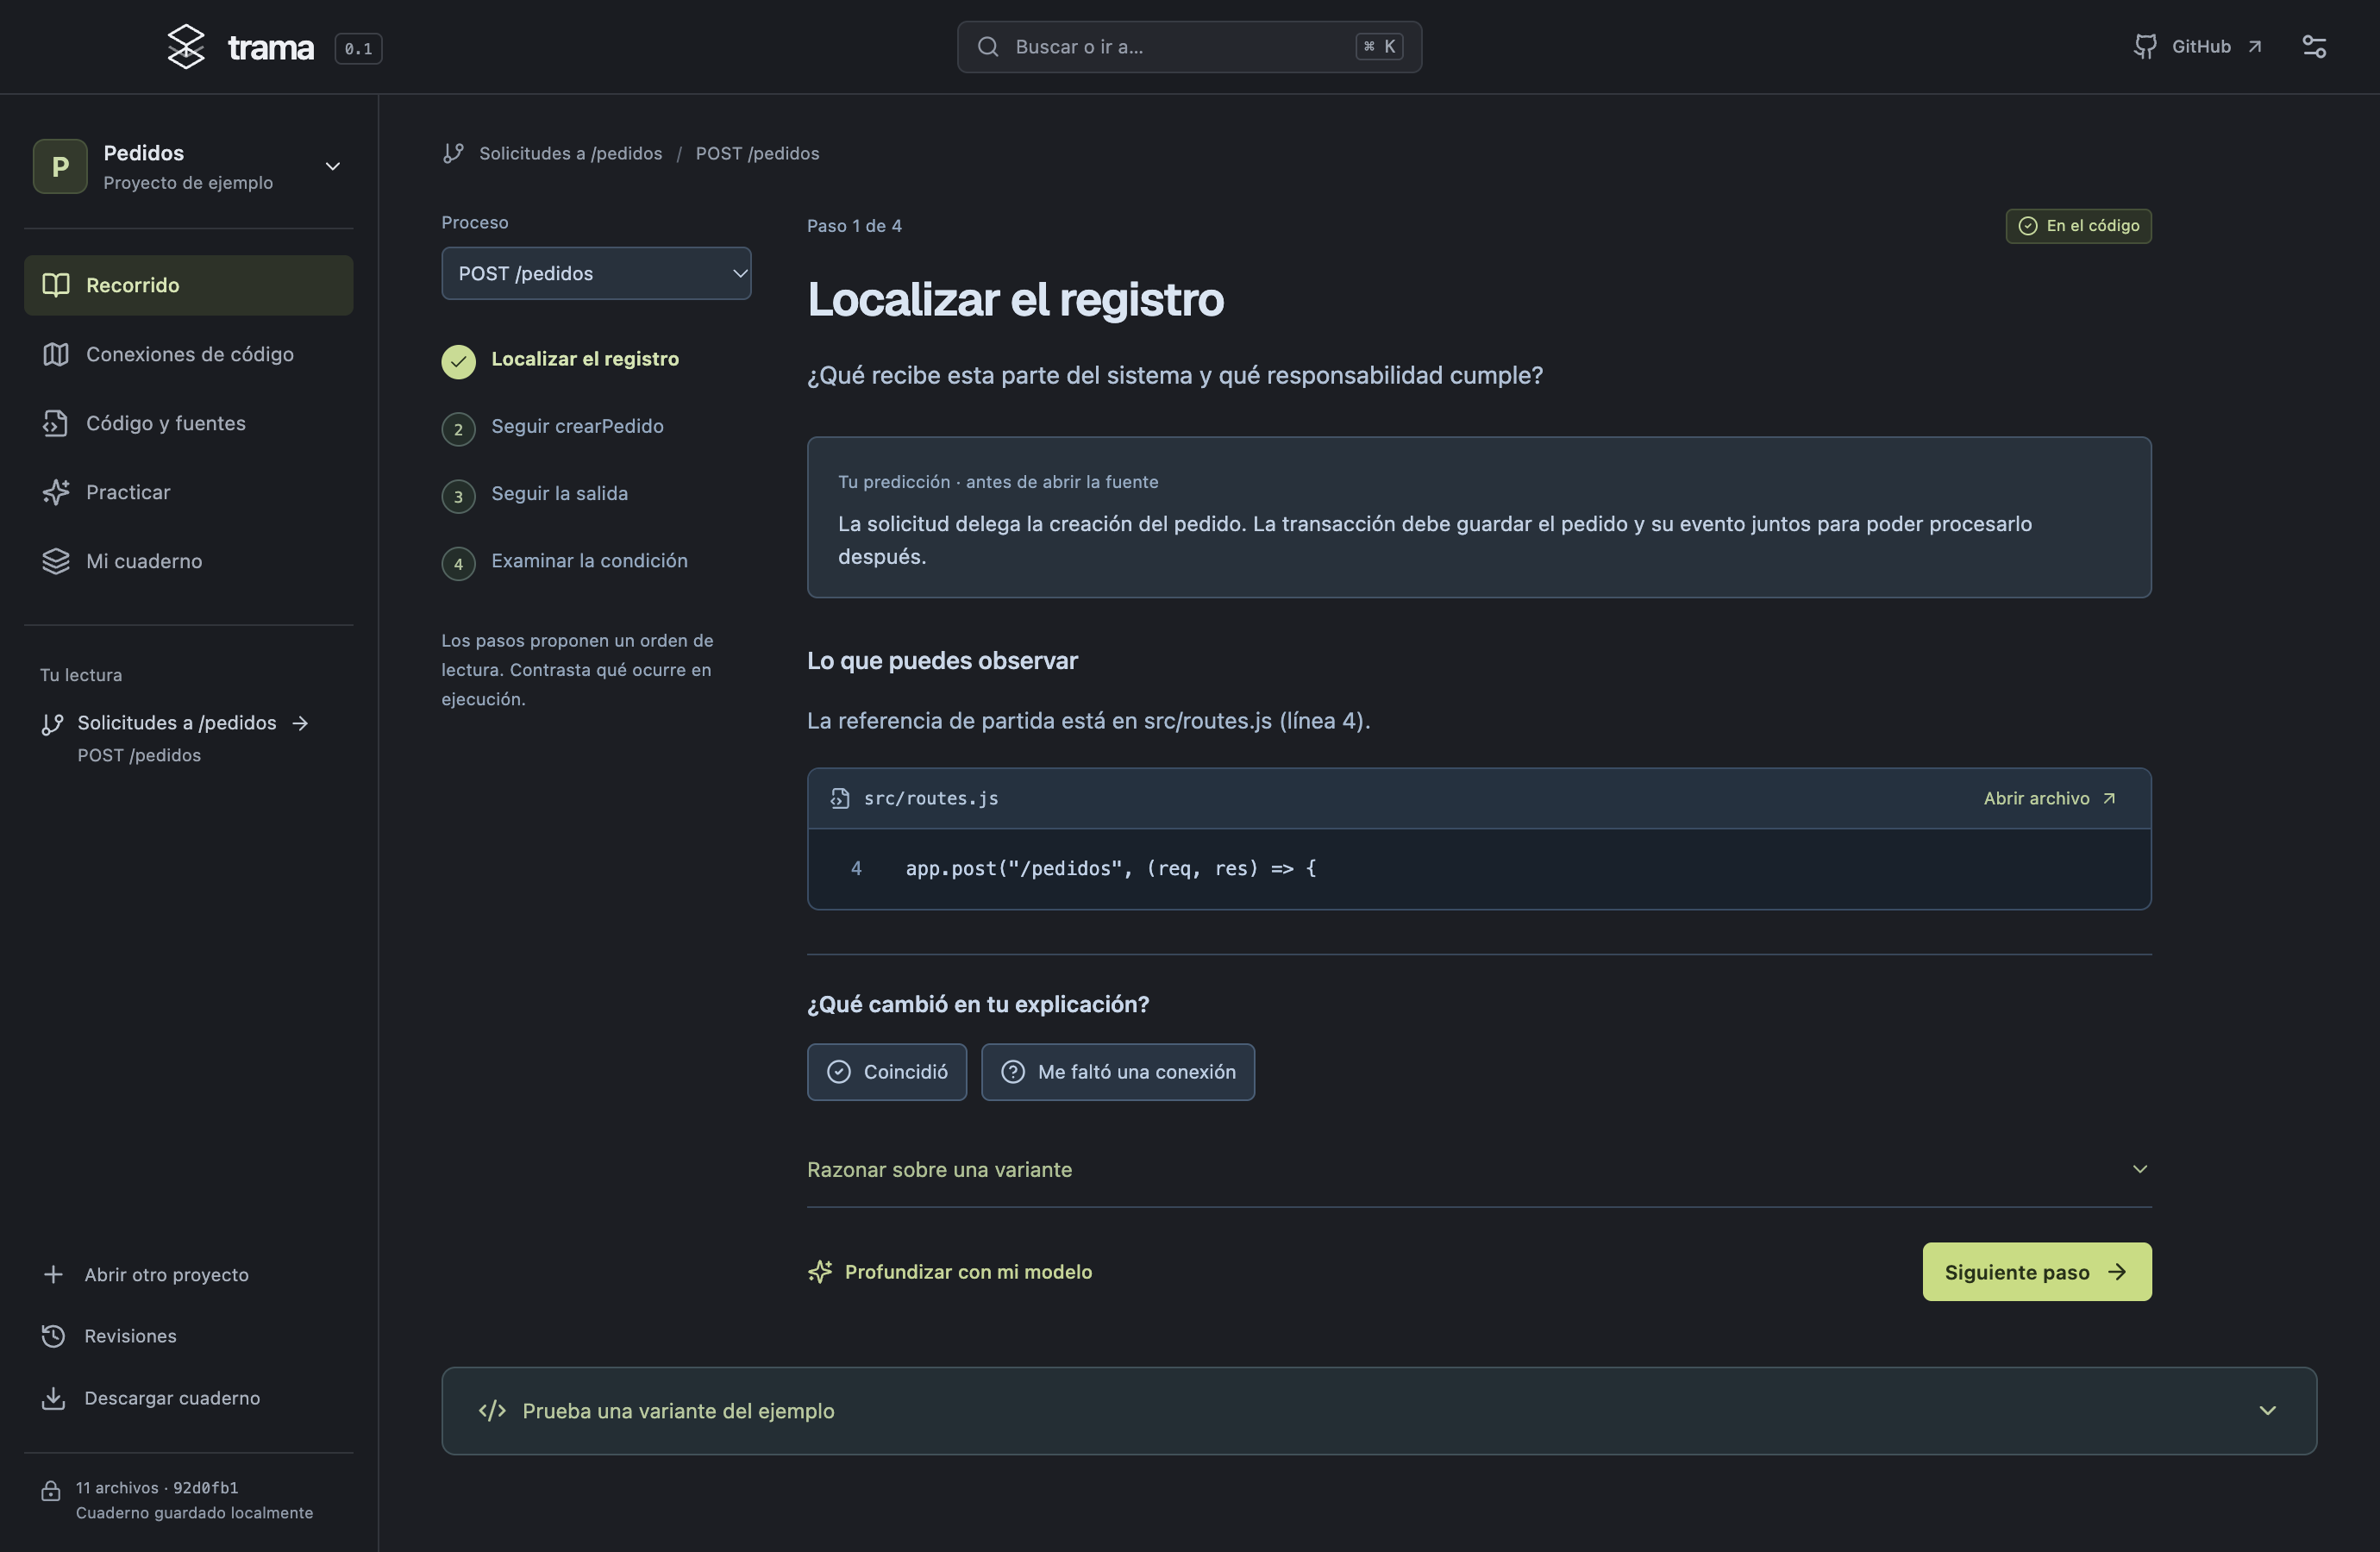 trama 0.1
Buscar o ir a... ⌘ K
GitHub
P
Pedidos
Proyecto de ejemplo
Recorrido
Conexiones de código
Código y fuentes
Practicar
Mi cuaderno
Tu lectura
Solicitudes a /pedidos
POST /pedidos
Abrir otro proyecto
Revisiones
Descargar cuaderno
11 archivos · 92d0fb1
Cuaderno guardado localmente
Solicitudes a /pedidos / POST /pedidos
Proceso
POST /pedidos
Localizar el registro
2 Seguir crearPedido
3 Seguir la salida
4 Examinar la condición
Los pasos proponen un orden de
lectura. Contrasta qué ocurre en
ejecución.
Paso 1 de 4
En el código
Localizar el registro
¿Qué recibe esta parte del sistema y qué responsabilidad cumple?
Tu predicción · antes de abrir la fuente
La solicitud delega la creación del pedido. La transacción debe guardar el pedido y su evento juntos para poder procesarlo
después.
Lo que puedes observar
La referencia de partida está en src/routes.js (línea 4).
src/routes.js
Abrir archivo
4 app.post("/pedidos", (req, res) => {
¿Qué cambió en tu explicación?
Coincidió
Me faltó una conexión
Razonar sobre una variante
Profundizar con mi modelo
Siguiente paso
Prueba una variante del ejemplo